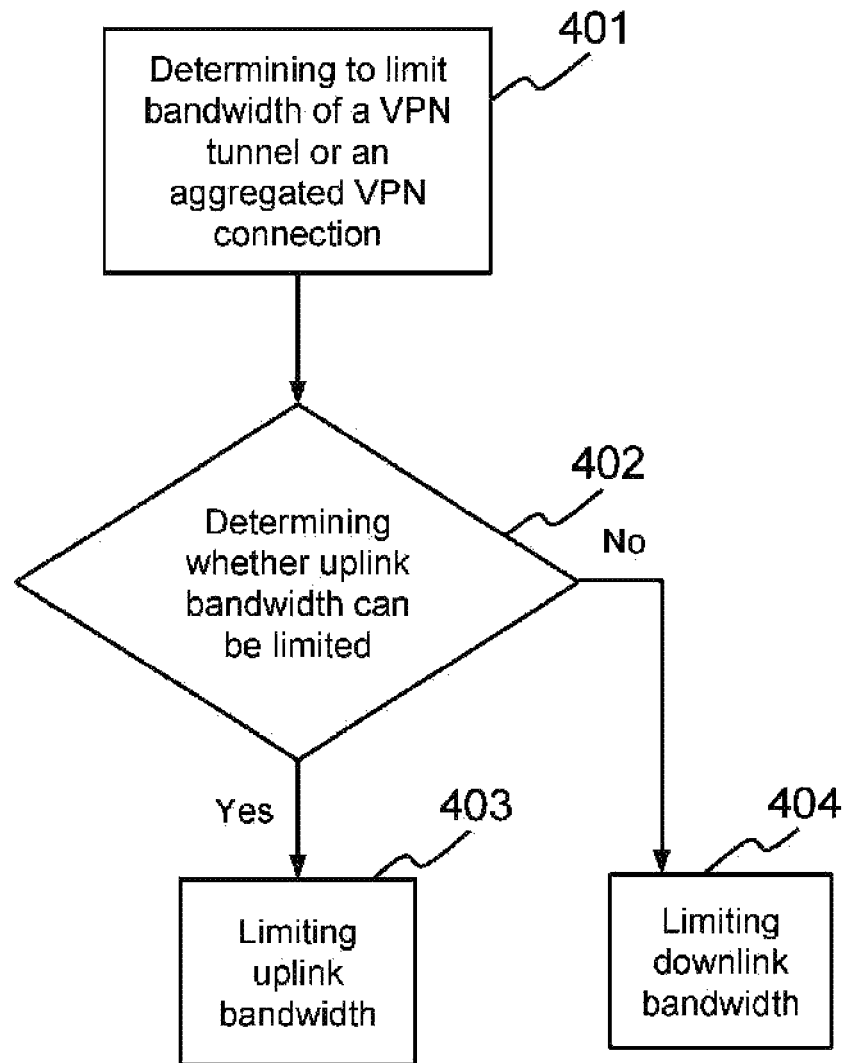 401
Determining to limit
bandwidth of a VPN
tunnel or an
aggregated VPN
connection
402
Determining
whether uplink
bandwidth can
be limited
No
Yes
403
404
Limiting
uplink
bandwidth
Limiting
downlink
bandwidth